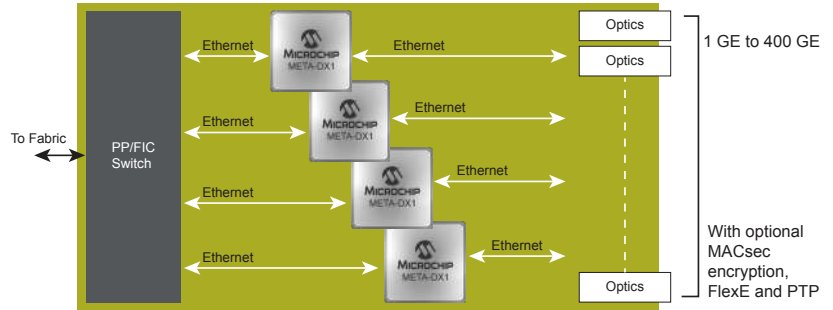 Ethernet
MICROCHIP
META-DX1
Ethernet
Optics
Optics
1 GE to 400 GE
Ethernet
MICROCHIP
META-DX1
Ethernet
To Fabric
PP/FIC
Switch
Ethernet
MICROCHIP
META-DX1
Ethernet
Ethernet
MICROCHIP
META-DX1
Ethernet
Optics
With optional
MACsec
encryption,
FlexE and PTP